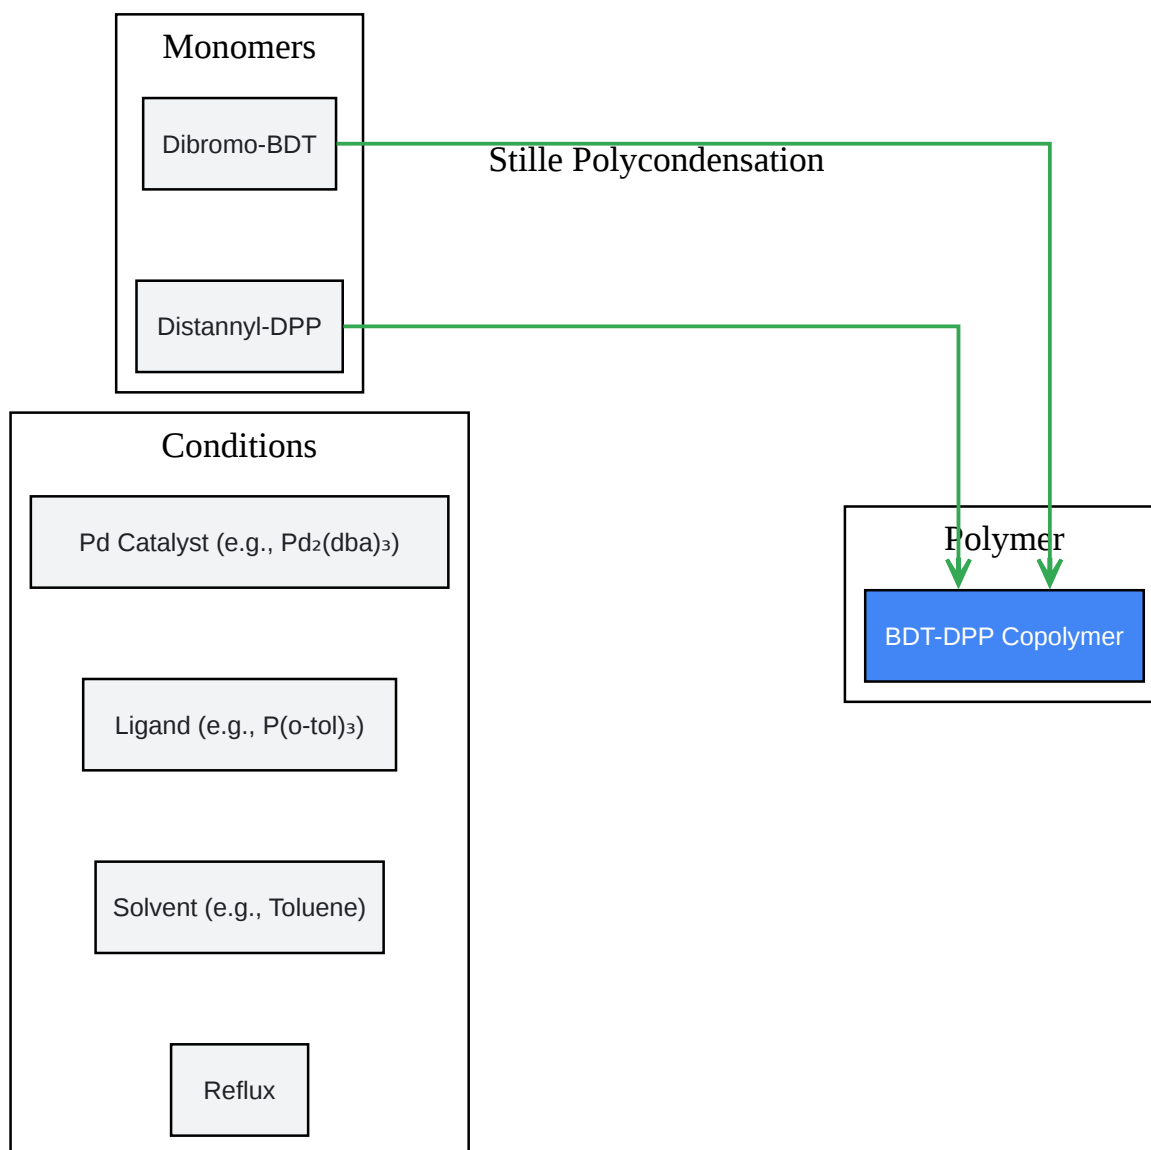 Monomers
Dibromo-BDT
Stille Polycondensation
Distannyl-DPP
Conditions
Pd Catalyst (e.g., Pd₂(dba)₃)
Polymer
BDT-DPP Copolymer
Ligand (e.g., P(o-tol)₃)
Solvent (e.g., Toluene)
Reflux